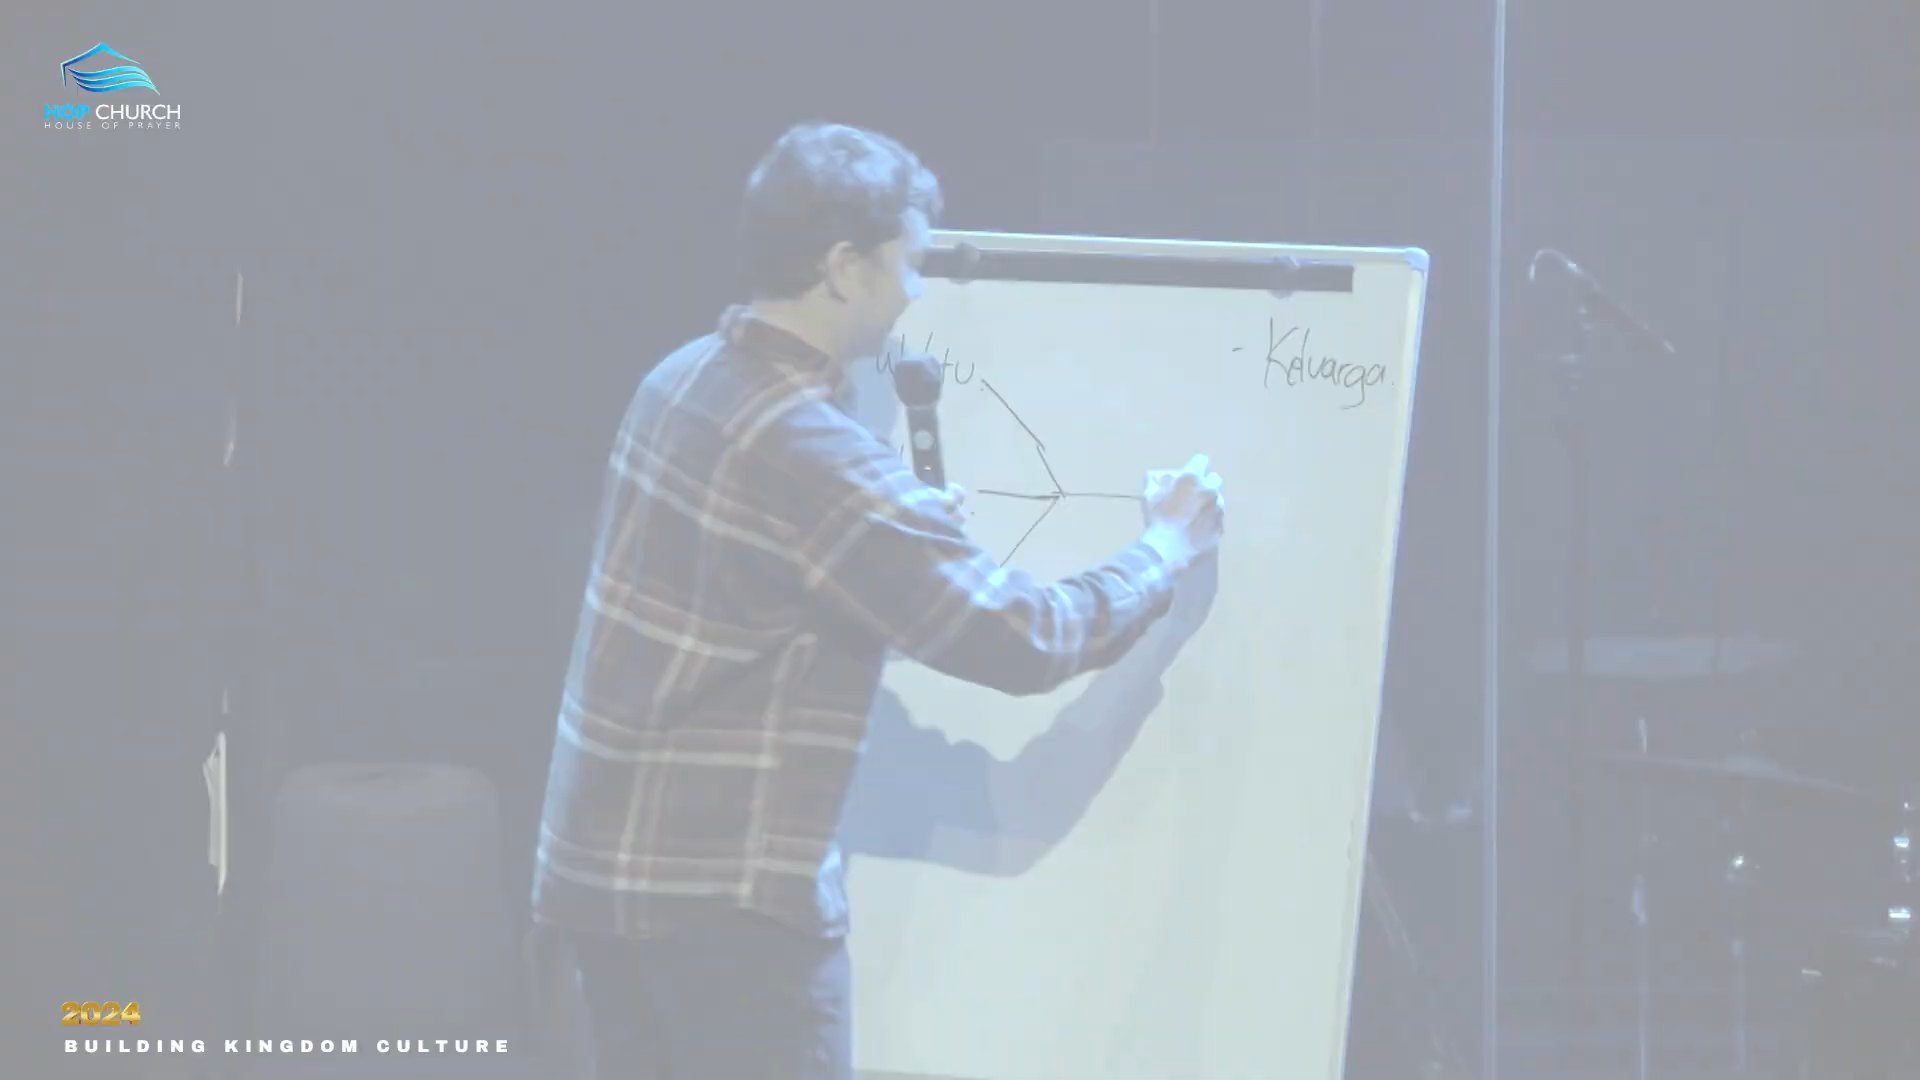 HOP CHURCH
HOUSE OF PRAYER
- Keluarga.
2024
BUILDING KINGDOM CULTURE